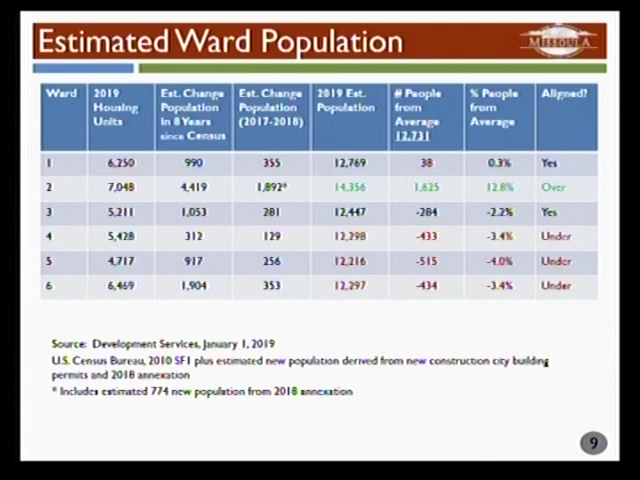 Estimated Ward Population
MISSOULA
Ward | 2019 Housing Units | Est. Change Population in 8 Years since Census | Est. Change Population (2017-2018) | 2019 Est. Population | # People from Average 12,731 | % People from Average | Aligned?
1 | 6,250 | 990 | 355 | 12,769 | 38 | 0.3% | Yes
2 | 7,048 | 4,419 | 1,892* | 14,356 | 1,625 | 12.8% | Over
3 | 5,211 | 1,053 | 281 | 12,447 | -284 | -2.2% | Yes
4 | 5,428 | 312 | 129 | 12,298 | -433 | -3.4% | Under
5 | 4,717 | 917 | 256 | 12,216 | -515 | -4.0% | Under
6 | 6,469 | 1,904 | 353 | 12,297 | -434 | -3.4% | Under
Source: Development Services, January 1, 2019
U.S. Census Bureau, 2010 SF1 plus estimated new population derived from new construction city building
permits and 2018 annexation
* Includes estimated 774 new population from 2018 annexation
9